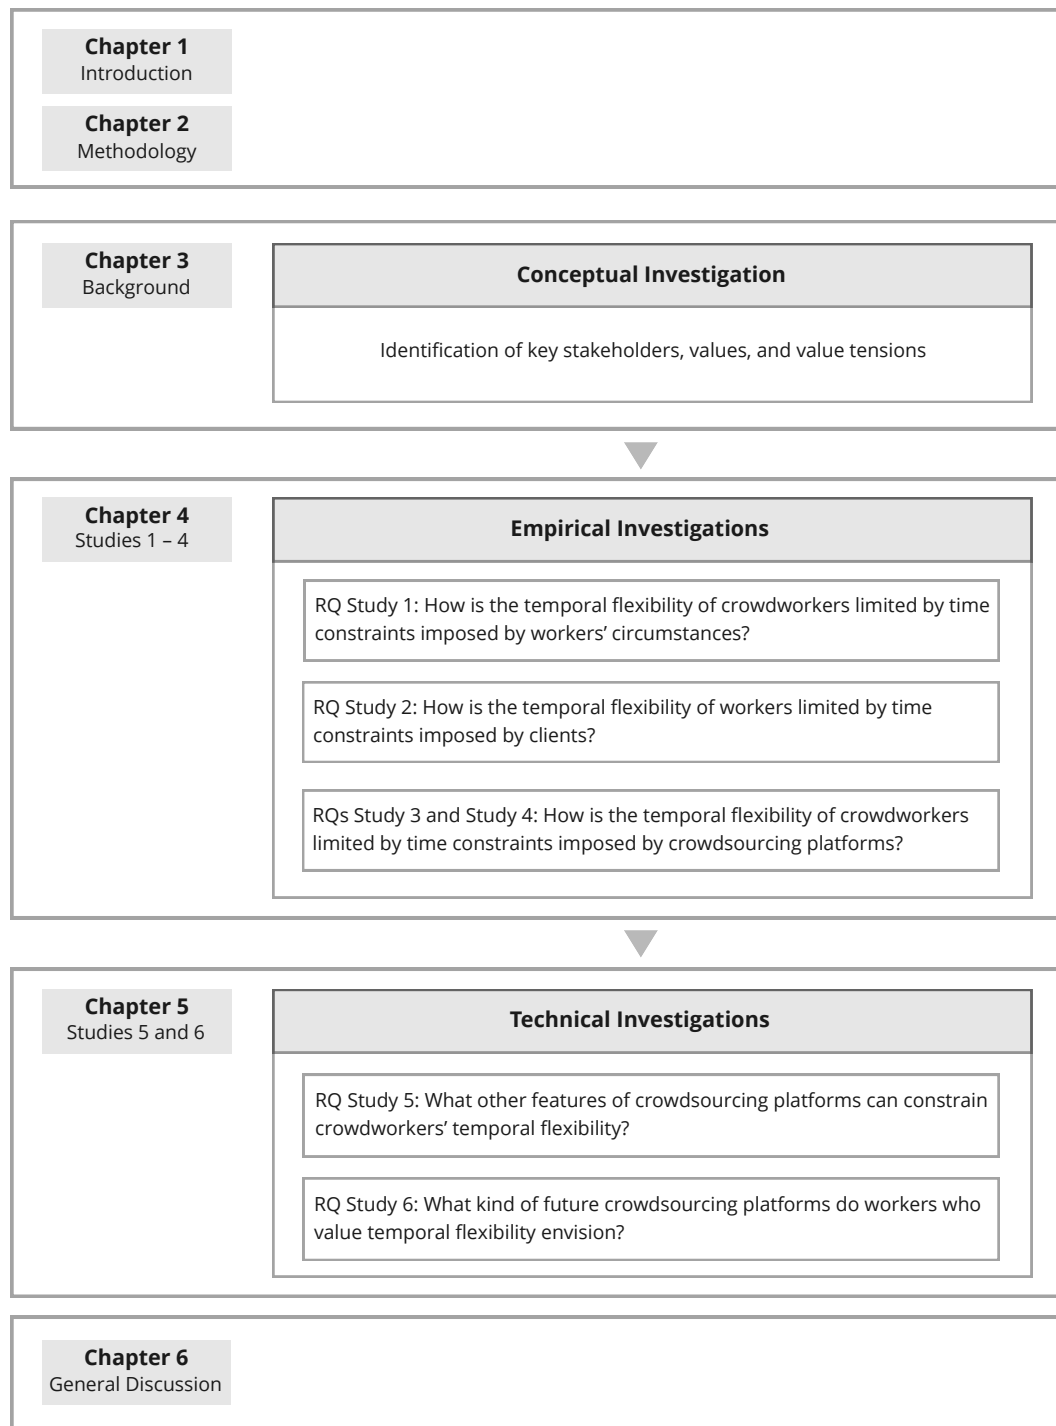 Chapter 1
Introduction
Chapter 2
Methodology
Chapter 3
Background
Conceptual Investigation
Identification of key stakeholders, values, and value tensions
Chapter 4
Studies 1 – 4
Empirical Investigations
RQ Study 1: How is the temporal flexibility of crowdworkers limited by time
constraints imposed by workers’ circumstances?
RQ Study 2: How is the temporal flexibility of workers limited by time
constraints imposed by clients?
RQs Study 3 and Study 4: How is the temporal flexibility of crowdworkers
limited by time constraints imposed by crowdsourcing platforms?
Chapter 5
Studies 5 and 6
Technical Investigations
RQ Study 5: What other features of crowdsourcing platforms can constrain
crowdworkers’ temporal flexibility?
RQ Study 6: What kind of future crowdsourcing platforms do workers who
value temporal flexibility envision?
Chapter 6
General Discussion